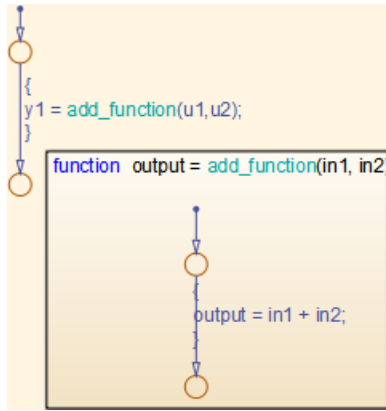 {
y1 = add_function(u1,u2);
}
function output = add_function(in1, in2)
{
output = in1 + in2;
}